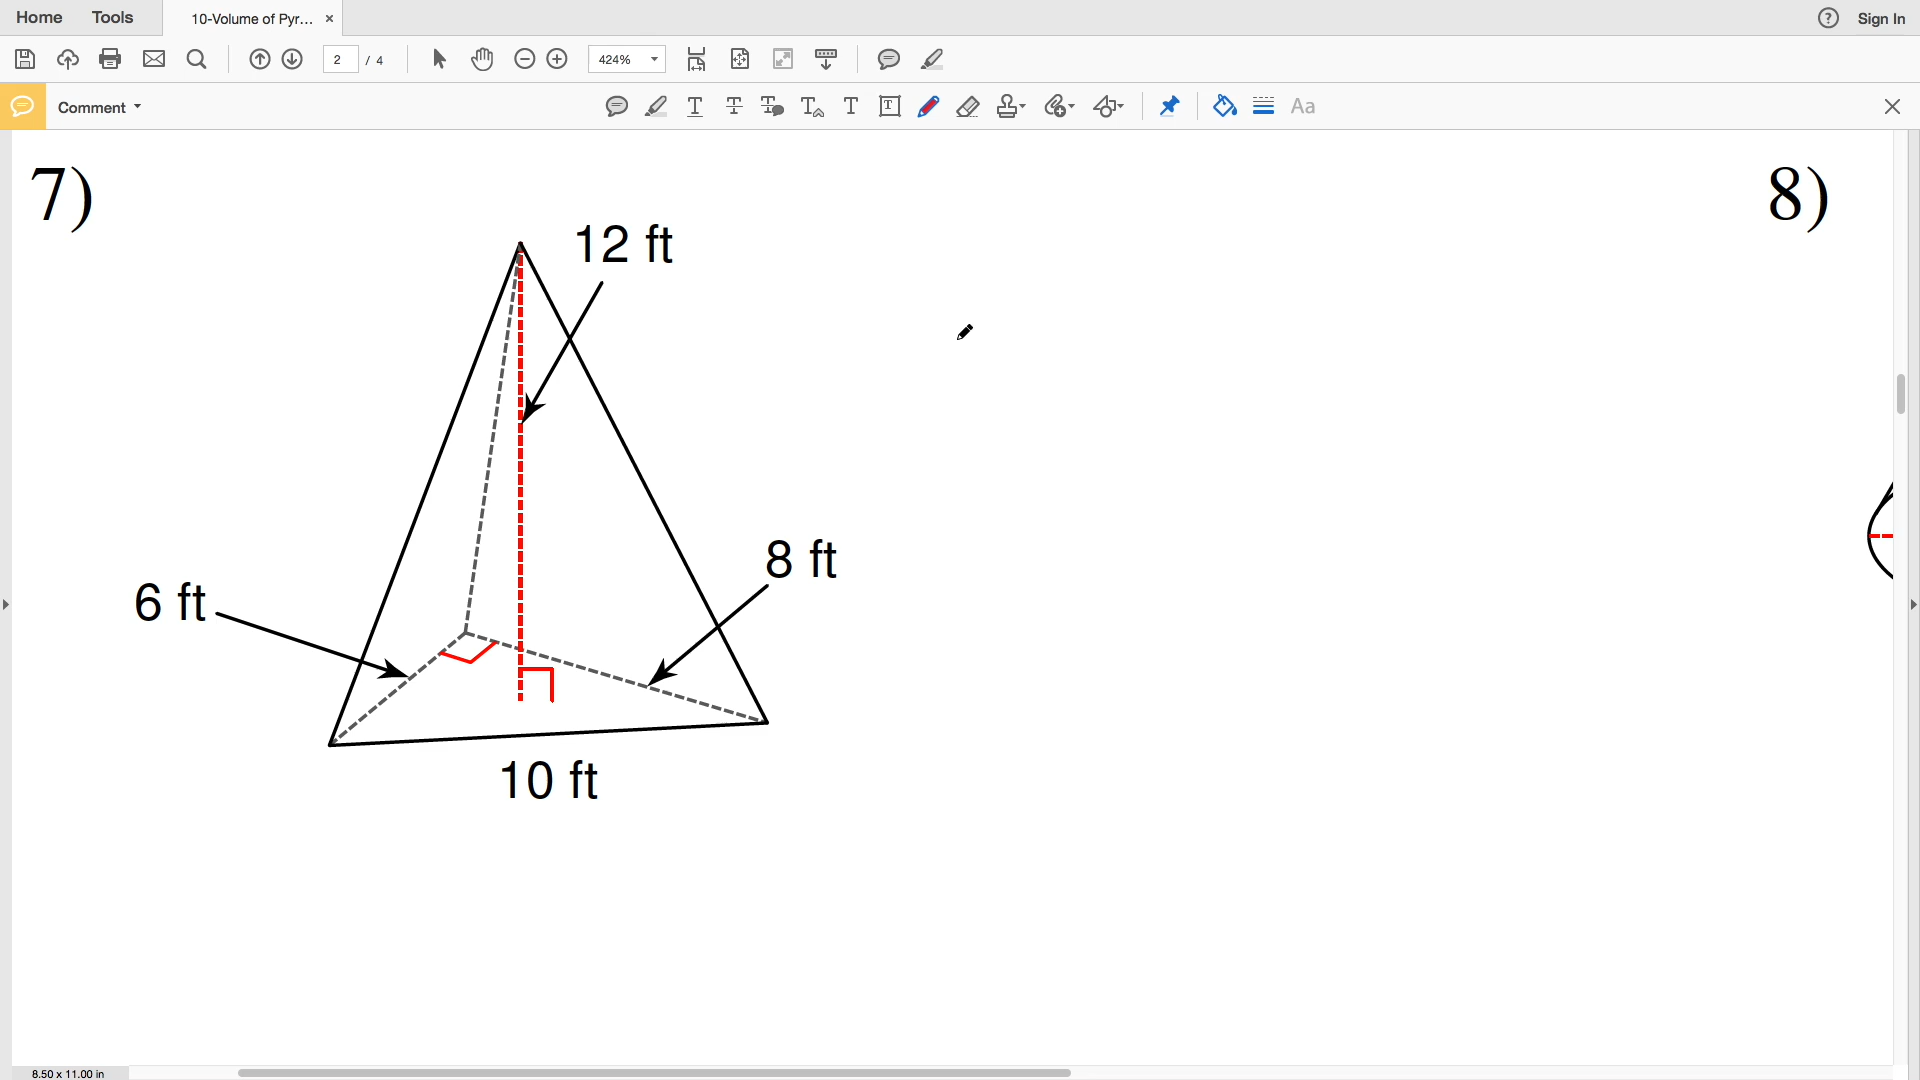 Home Tools 10-Volume of Pyr... × ? Sign In
2 / 4 424%
Comment Aa
7) 8)
12 ft
8 ft
6 ft
10 ft
8.50 x 11.00 in